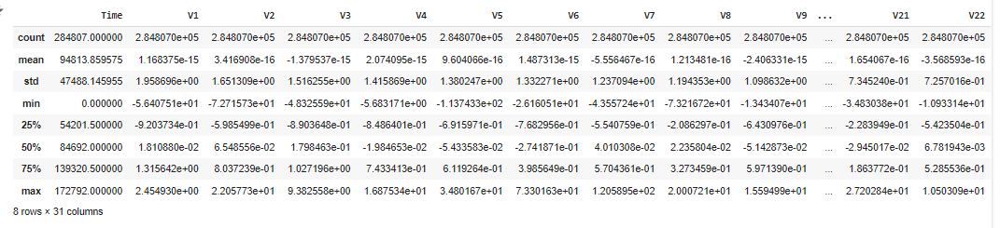 Time V1 V2 V3 V4 V5 V6 V7 V8 V9 ... V21 V22
count 284807.000000 2.848070e+05 2.848070e+05 2.848070e+05 2.848070e+05 2.848070e+05 2.848070e+05 2.848070e+05 2.848070e+05 2.848070e+05 ... 2.848070e+05 2.848070e+05
mean 94813.859575 1.168375e-15 3.416908e-16 -1.379537e-15 2.074095e-15 9.604066e-16 1.487313e-15 -5.556467e-16 1.213481e-16 -2.406331e-15 ... 1.654067e-16 -3.568593e-16
std 47488.145955 1.958696e+00 1.651309e+00 1.516255e+00 1.415869e+00 1.380247e+00 1.332271e+00 1.237094e+00 1.194353e+00 1.098632e+00 ... 7.345240e-01 7.257016e-01
min 0.000000 -5.640751e+01 -7.271573e+01 -4.832559e+01 -5.683171e+00 -1.137433e+02 -2.616051e+01 -4.355724e+01 -7.321672e+01 -1.343407e+01 ... -3.483038e+01 -1.093314e+01
25% 54201.500000 -9.203734e-01 -5.985499e-01 -8.903648e-01 -8.486401e-01 -6.915971e-01 -7.682956e-01 -5.540759e-01 -2.086297e-01 -6.430976e-01 ... -2.283949e-01 -5.423504e-01
50% 84692.000000 1.810880e-02 6.548556e-02 1.798463e-01 -1.984653e-02 -5.433583e-02 -2.741871e-01 4.010308e-02 2.235804e-02 -5.142873e-02 ... -2.945017e-02 6.781943e-03
75% 139320.500000 1.315642e+00 8.037239e-01 1.027196e+00 7.433413e-01 6.119264e-01 3.985649e-01 5.704361e-01 3.273459e-01 5.971390e-01 ... 1.863772e-01 5.285536e-01
max 172792.000000 2.454930e+00 2.205773e+01 9.382558e+00 1.687534e+01 3.480167e+01 7.330163e+01 1.205895e+02 2.000721e+01 1.559499e+01 ... 2.720284e+01 1.050309e+01
8 rows × 31 columns